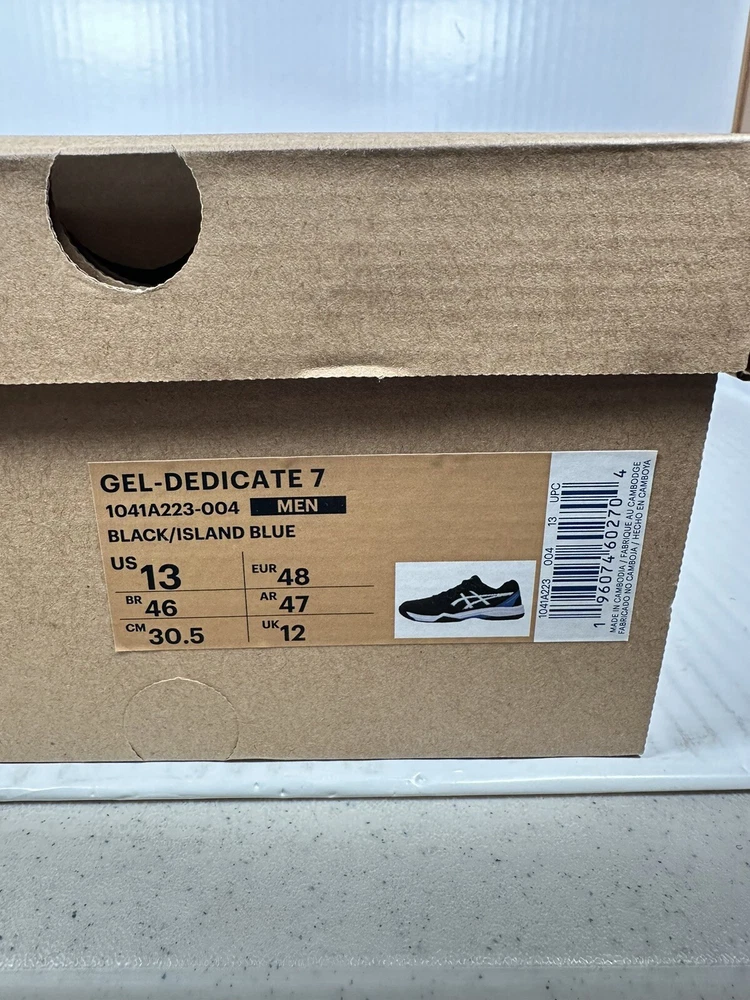 GEL-DEDICATE 7
1041A223-004 MEN
BLACK/ISLAND BLUE
US 13 EUR 48
BR 46 AR 47
CM 30.5 UK 12
1041A223 004 13 UPC
1 96074 60270 4
MADE IN CAMBODIA / FABRIQUE AU CAMBODGE
FABRICADO NO CAMBOJA / HECHO EN CAMBOYA